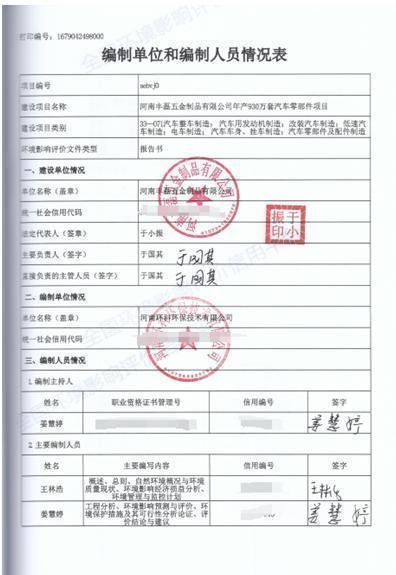 打印编号：1679042498000
编制单位和编制人员情况表
项目编号 aebvj0
建设项目名称 河南丰磊五金制品有限公司年产930万套汽车零部件项目
建设项目类别 33—071汽车整车制造；汽车用发动机制造；改装汽车制造；低速汽
车制造；电车制造；汽车车身、挂车制造；汽车零部件及配件制造
环境影响评价文件类型 报告书
一、建设单位情况
单位名称（盖章） 河南丰磊五金制品有限公司
统一社会信用代码
法定代表人（签章） 于小振
主要负责人（签字） 于国其 于国其
直接负责的主管人员（签字） 于国其 于国其
二、编制单位情况
单位名称（盖章） 河南环科环保技术有限公司
统一社会信用代码
三、编制人员情况
1.编制主持人
姓名 职业资格证书管理号 信用编号 签字
姜慧婷 姜慧婷
2.主要编制人员
姓名 主要编写内容 信用编号 签字
王林浩 概述、总则、自然环境概况与环境
质量现状、环境影响经济损益分析、
环境管理与监控计划
王林浩
姜慧婷 工程分析、环境影响预测与评价、环
境保护措施及其可行性分析论证、评
价结论与建议
姜慧婷